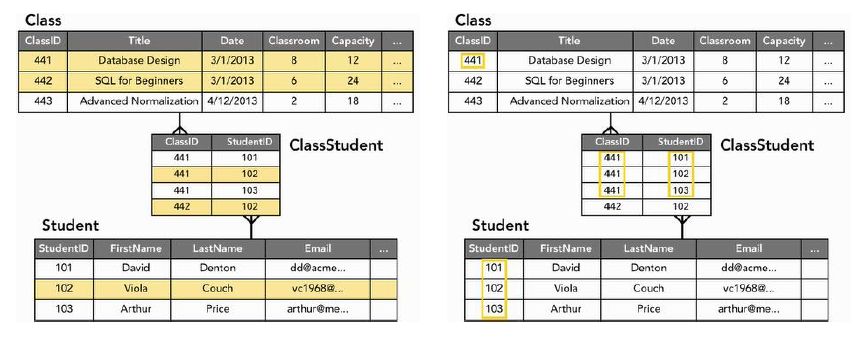 Class
ClassID Title Date Classroom Capacity ...
441 Database Design 3/1/2013 8 12 ...
442 SQL for Beginners 3/1/2013 6 24 ...
443 Advanced Normalization 4/12/2013 2 18 ...
ClassID StudentID
ClassStudent
441 101
441 102
441 103
442 102
Student
StudentID FirstName LastName Email ...
101 David Denton dd@acme...
102 Viola Couch vc1968@...
103 Arthur Price arthur@me...
Class
ClassID Title Date Classroom Capacity ...
441 Database Design 3/1/2013 8 12 ...
442 SQL for Beginners 3/1/2013 6 24 ...
443 Advanced Normalization 4/12/2013 2 18 ...
ClassID StudentID
ClassStudent
441 101
441 102
441 103
442 102
Student
StudentID FirstName LastName Email ...
101 David Denton dd@acme...
102 Viola Couch vc1968@...
103 Arthur Price arthur@me...